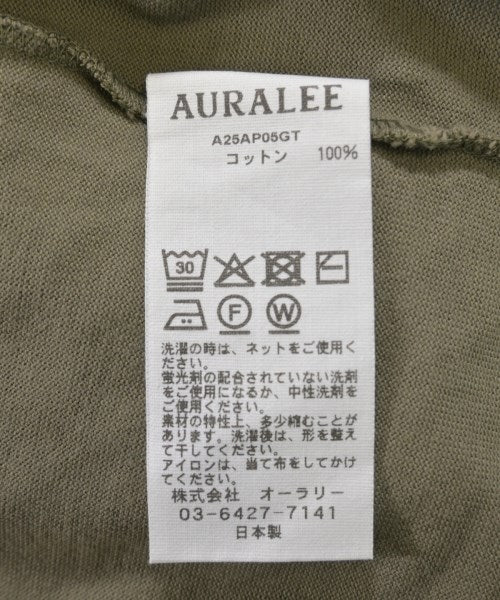 AURALEE
A25AP05GT
コットン 100%
30
F W
洗濯の時は、ネットをご使用く
ださい。
蛍光剤の配合されていない洗剤
をご使用になるか、中性洗剤を
ご使用ください。
素材の特性上、多少縮むことが
あります。洗濯後は、形を整え
て干してください。
アイロンは、当て布をしてかけ
てください。
株式会社 オーラリー
03-6427-7141
日本製